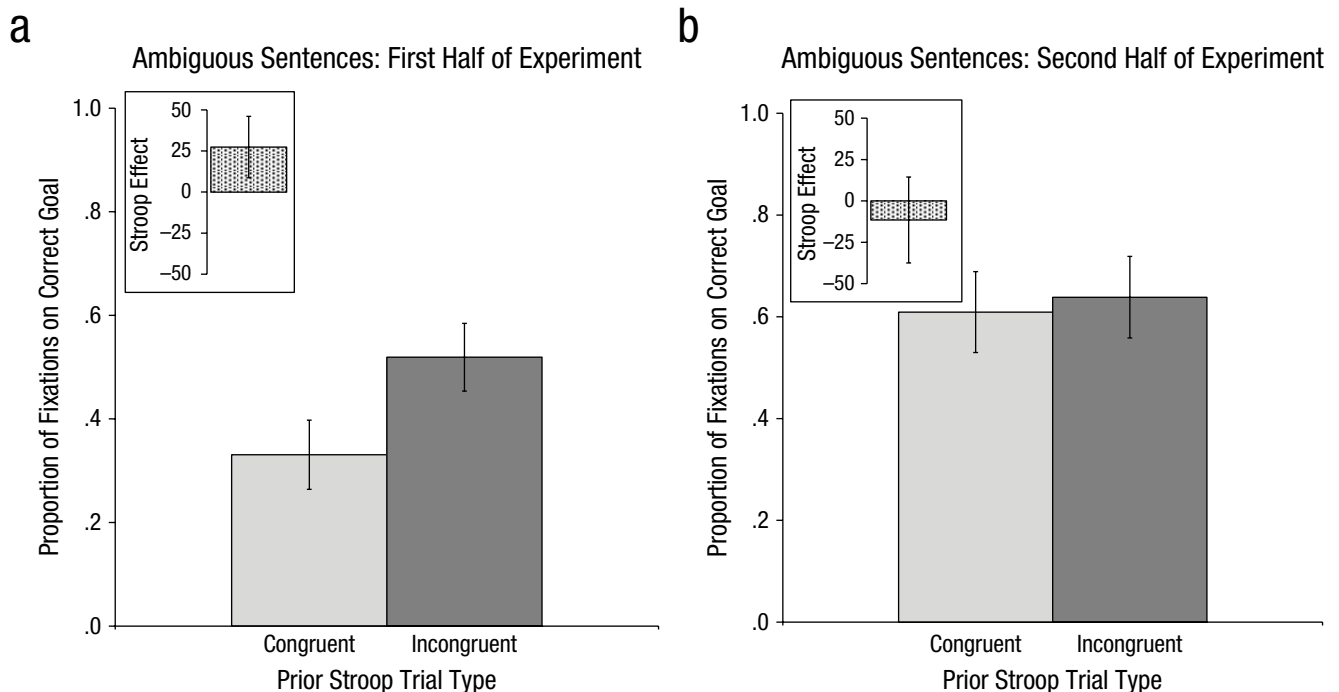 a
Ambiguous Sentences: First Half of Experiment
1.0
.8
.6
.4
.2
.0
Proportion of Fixations on Correct Goal
50
25
0
–25
–50
Stroop Effect
Congruent
Incongruent
Prior Stroop Trial Type
b
Ambiguous Sentences: Second Half of Experiment
1.0
.8
.6
.4
.2
.0
Proportion of Fixations on Correct Goal
50
25
0
–25
–50
Stroop Effect
Congruent
Incongruent
Prior Stroop Trial Type